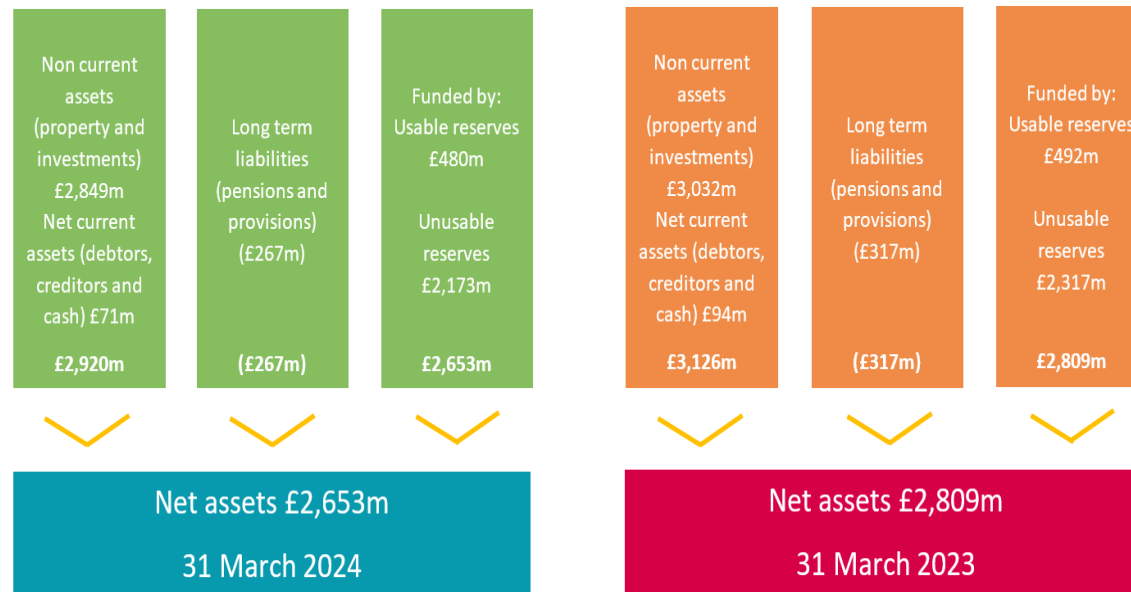 Non current
assets
(property and
investments)
£2,849m
Net current
assets (debtors,
creditors and
cash) £71m
£2,920m
Long term
liabilities
(pensions and
provisions)
(£267m)
(£267m)
Funded by:
Usable reserves
£480m
Unusable
reserves
£2,173m
£2,653m
Net assets £2,653m
31 March 2024
Non current
assets
(property and
investments)
£3,032m
Net current
assets (debtors,
creditors and
cash) £94m
£3,126m
Long term
liabilities
(pensions and
provisions)
(£317m)
(£317m)
Funded by:
Usable reserves
£492m
Unusable
reserves
£2,317m
£2,809m
Net assets £2,809m
31 March 2023